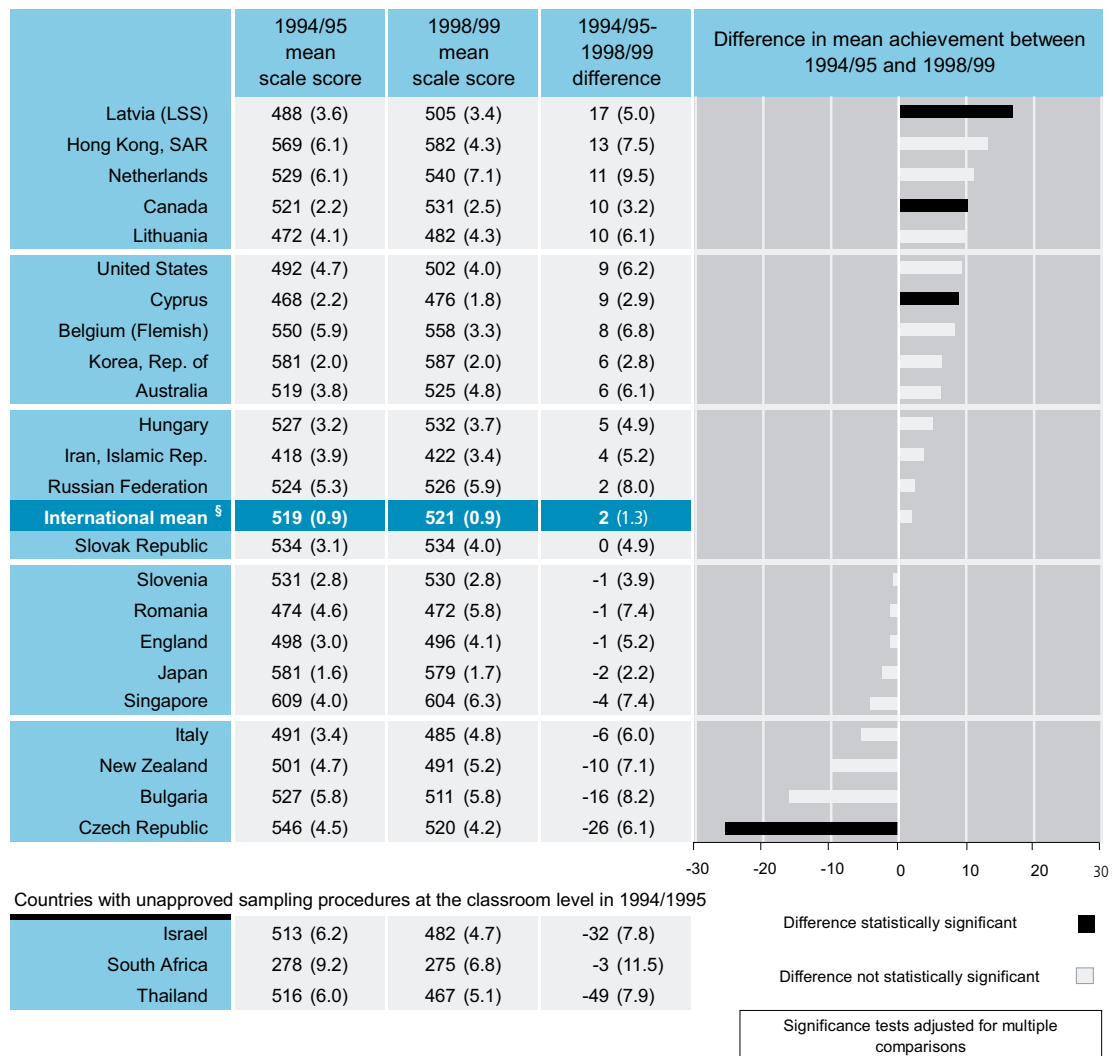 1994/95 mean scale score
1998/99 mean scale score
1994/95-1998/99 difference
Difference in mean achievement between
1994/95 and 1998/99
Latvia (LSS) 488 (3.6) 505 (3.4) 17 (5.0)
Hong Kong, SAR 569 (6.1) 582 (4.3) 13 (7.5)
Netherlands 529 (6.1) 540 (7.1) 11 (9.5)
Canada 521 (2.2) 531 (2.5) 10 (3.2)
Lithuania 472 (4.1) 482 (4.3) 10 (6.1)
United States 492 (4.7) 502 (4.0) 9 (6.2)
Cyprus 468 (2.2) 476 (1.8) 9 (2.9)
Belgium (Flemish) 550 (5.9) 558 (3.3) 8 (6.8)
Korea, Rep. of 581 (2.0) 587 (2.0) 6 (2.8)
Australia 519 (3.8) 525 (4.8) 6 (6.1)
Hungary 527 (3.2) 532 (3.7) 5 (4.9)
Iran, Islamic Rep. 418 (3.9) 422 (3.4) 4 (5.2)
Russian Federation 524 (5.3) 526 (5.9) 2 (8.0)
International mean § 519 (0.9) 521 (0.9) 2 (1.3)
Slovak Republic 534 (3.1) 534 (4.0) 0 (4.9)
Slovenia 531 (2.8) 530 (2.8) -1 (3.9)
Romania 474 (4.6) 472 (5.8) -1 (7.4)
England 498 (3.0) 496 (4.1) -1 (5.2)
Japan 581 (1.6) 579 (1.7) -2 (2.2)
Singapore 609 (4.0) 604 (6.3) -4 (7.4)
Italy 491 (3.4) 485 (4.8) -6 (6.0)
New Zealand 501 (4.7) 491 (5.2) -10 (7.1)
Bulgaria 527 (5.8) 511 (5.8) -16 (8.2)
Czech Republic 546 (4.5) 520 (4.2) -26 (6.1)
-30 -20 -10 0 10 20 30
Countries with unapproved sampling procedures at the classroom level in 1994/1995
Israel 513 (6.2) 482 (4.7) -32 (7.8)
South Africa 278 (9.2) 275 (6.8) -3 (11.5)
Thailand 516 (6.0) 467 (5.1) -49 (7.9)
Difference statistically significant
Difference not statistically significant
Significance tests adjusted for multiple
comparisons